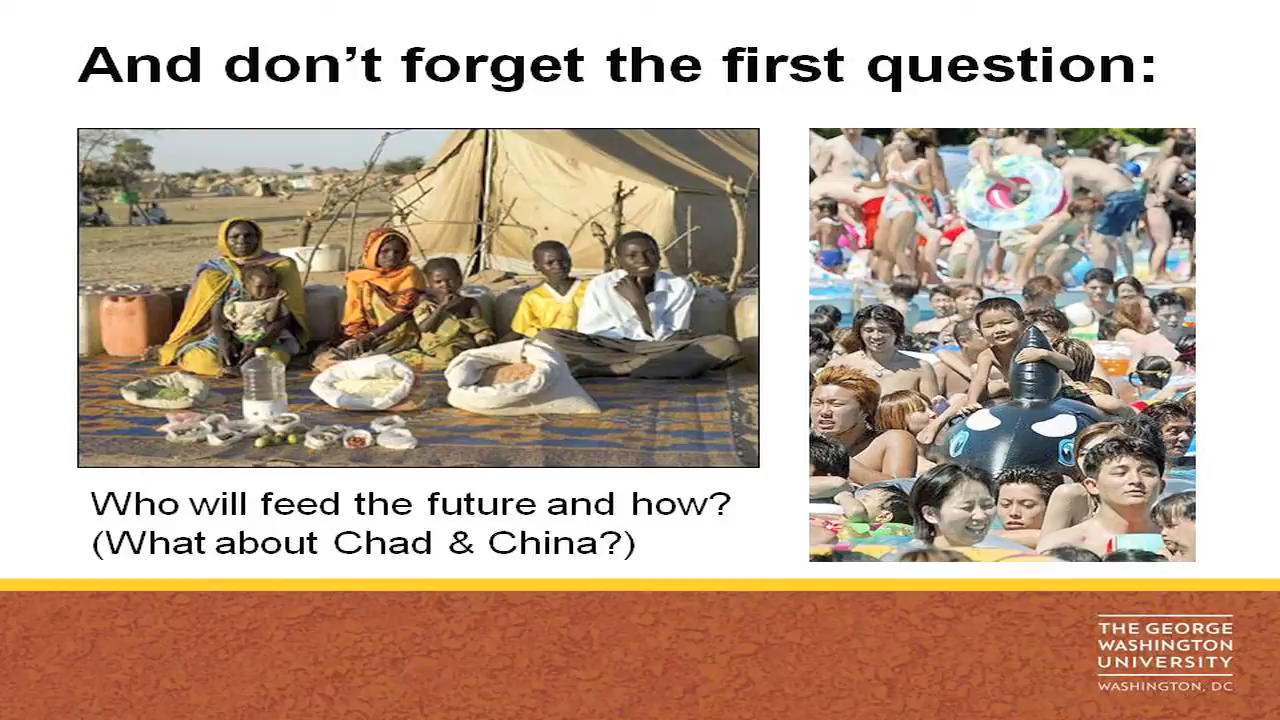 And don’t forget the first question:
Who will feed the future and how?
(What about Chad & China?)
THE GEORGE
WASHINGTON
UNIVERSITY
WASHINGTON, DC